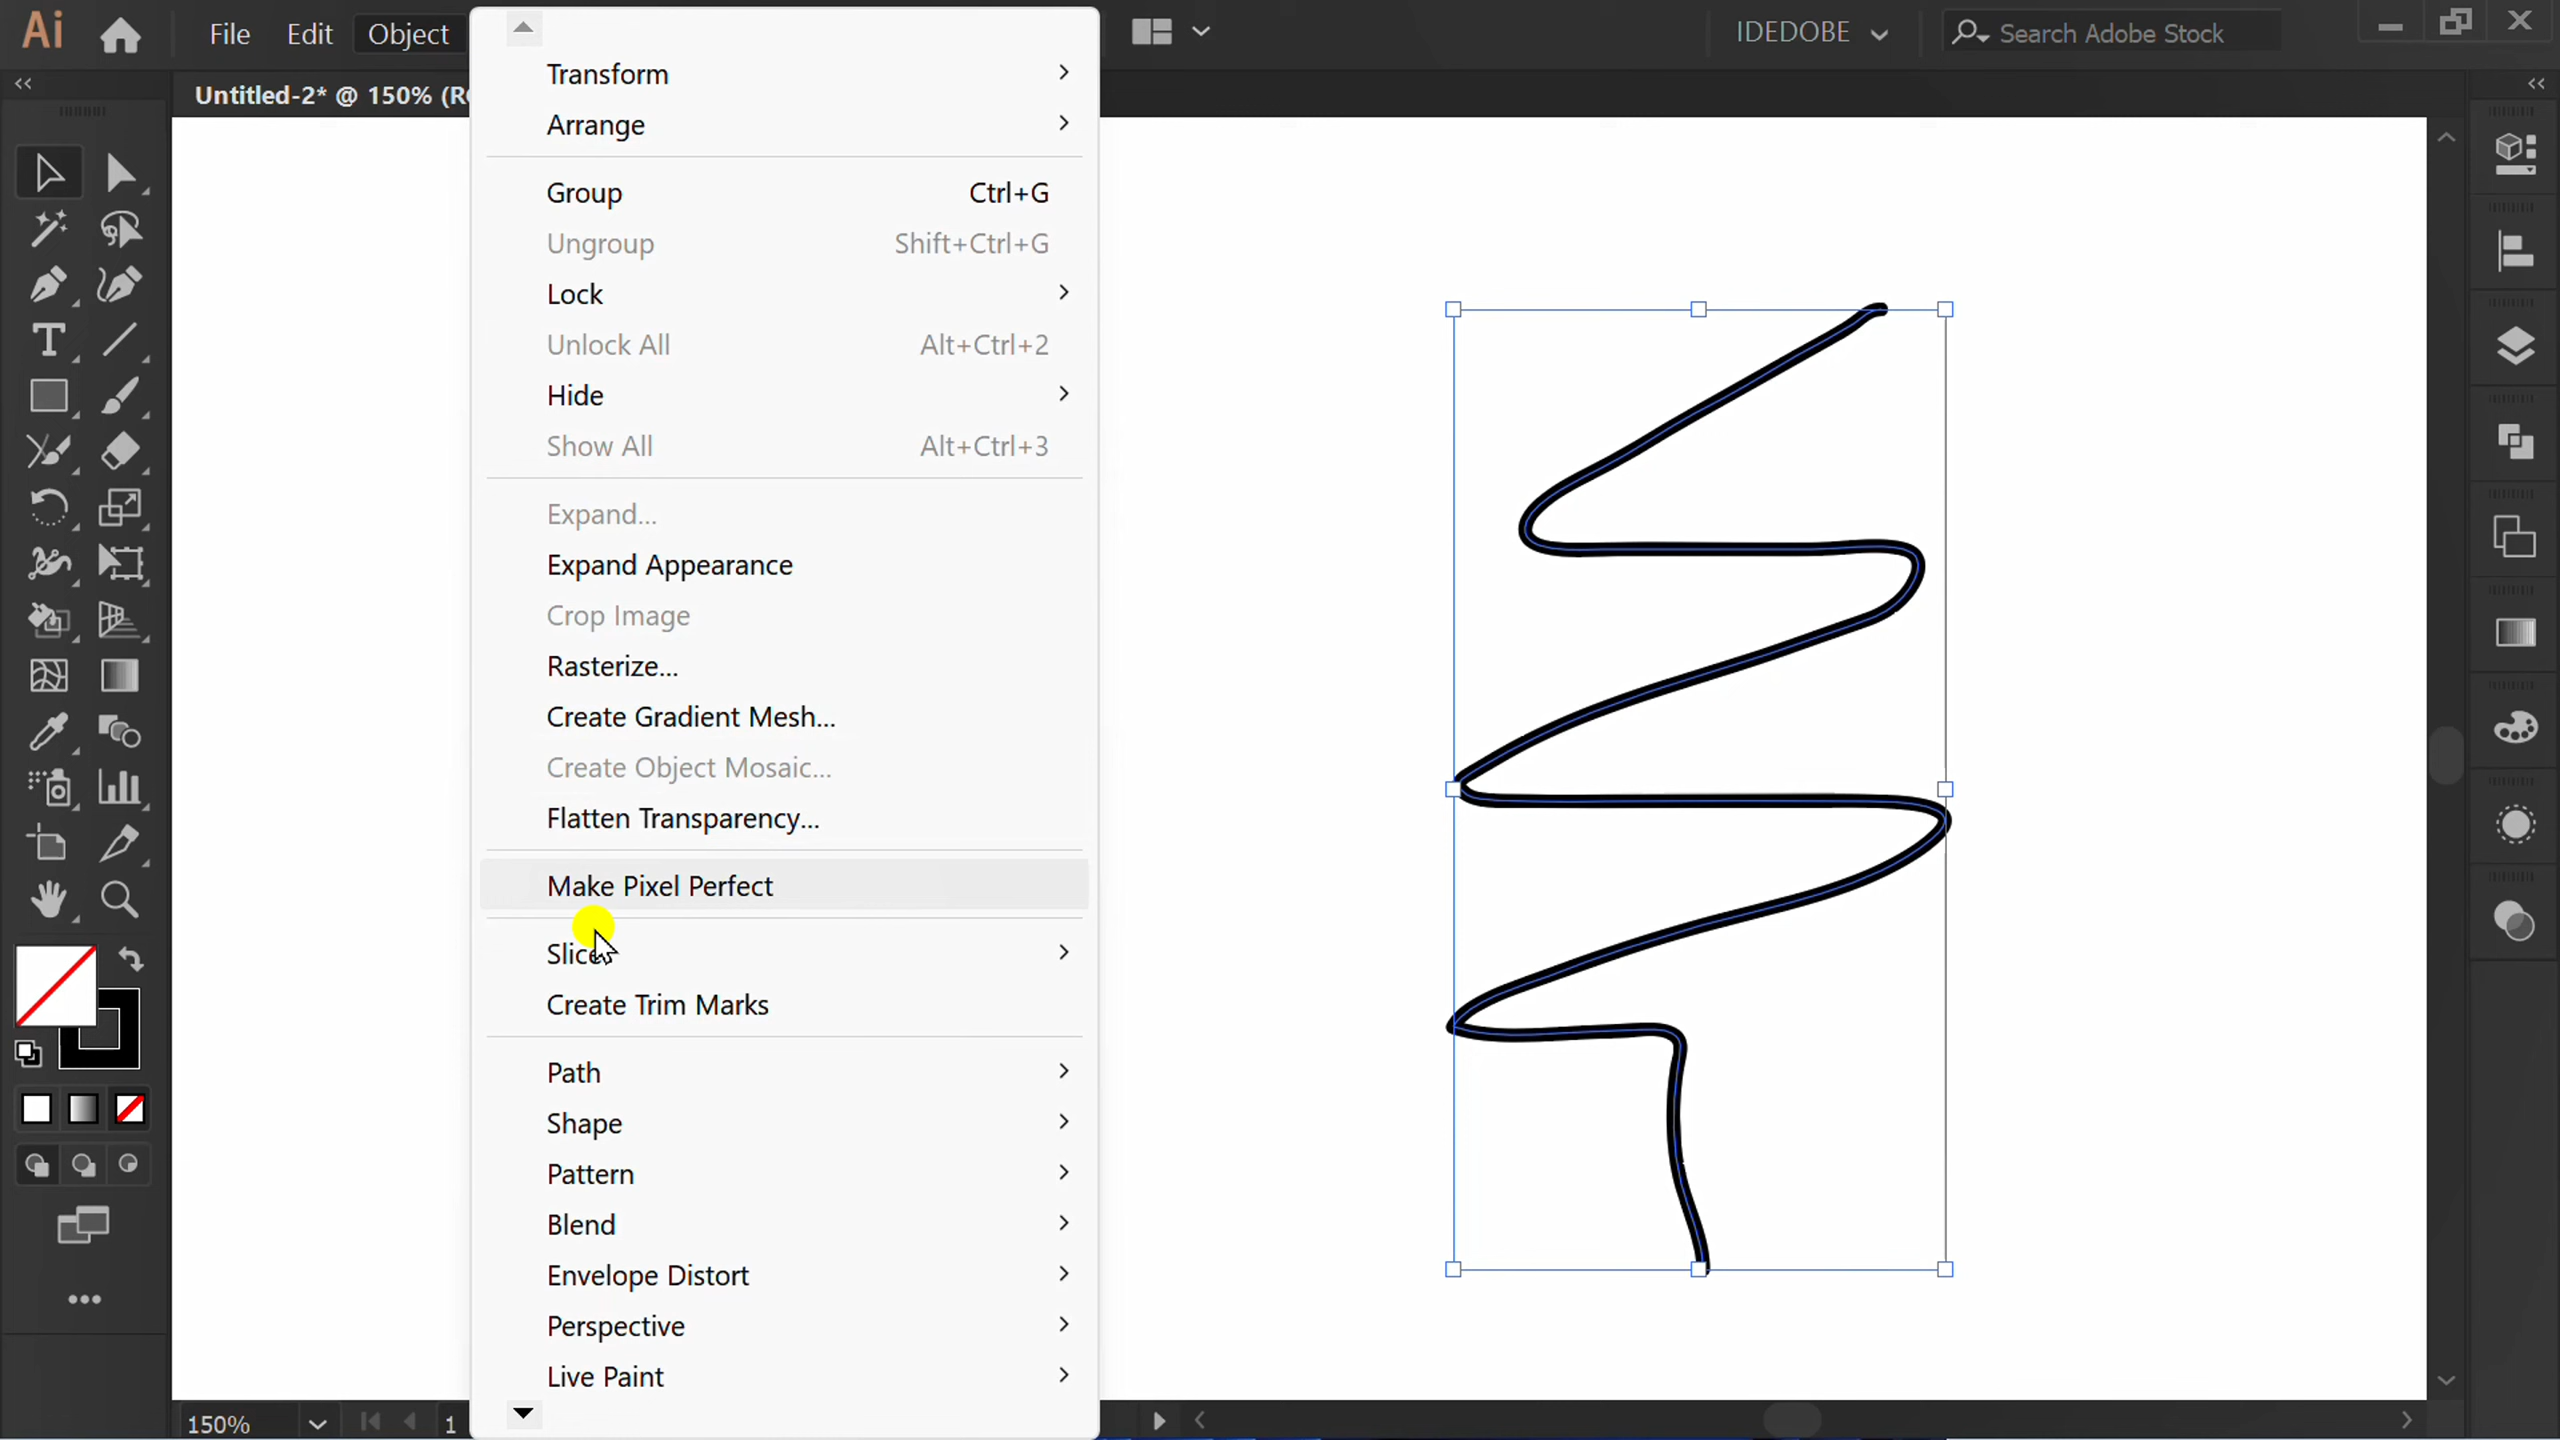 Ai File Edit Object IDEDOBE Search Adobe Stock
Untitled-2* @ 150% (R
Transform
Arrange
Group Ctrl+G
Ungroup Shift+Ctrl+G
Lock
Unlock All Alt+Ctrl+2
Hide
Show All Alt+Ctrl+3
Expand...
Expand Appearance
Crop Image
Rasterize...
Create Gradient Mesh...
Create Object Mosaic...
Flatten Transparency...
Make Pixel Perfect
Slice
Create Trim Marks
Path
Shape
Pattern
Blend
Envelope Distort
Perspective
Live Paint
150% 1